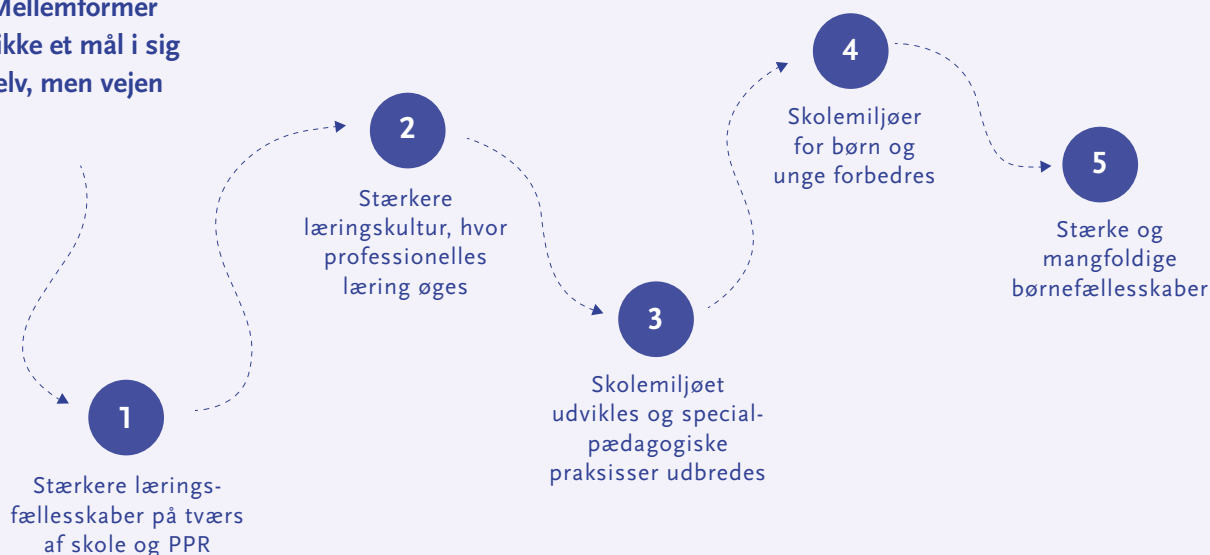 Mellemformer
ikke et mål i sig
elv, men vejen
1
Stærkere lærings-
fællesskaber på tværs
af skole og PPR
2
Stærkere
læringskultur, hvor
professionelles
læring øges
3
Skolemiljøet
udvikles og special-
pædagogiske
praksisser udbredes
4
Skolemiljøer
for børn og
unge forbedres
5
Stærke og
mangfoldige
børnefællesskaber